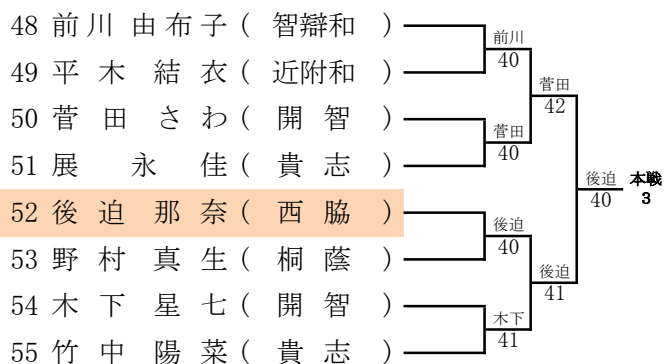 48 前川 由布子 ( 智辯和 )
前川
40
49 平木 結衣 ( 近附和 )
菅田
42
50 菅田 さわ ( 開智 )
菅田
40
51 展永 佳 ( 貴志 )
後迫 本戦
40 3
52 後迫 那奈 ( 西脇 )
後迫
40
53 野村 真生 ( 桐蔭 )
後迫
41
54 木下 星七 ( 開智 )
木下
41
55 竹中 陽菜 ( 貴志 )